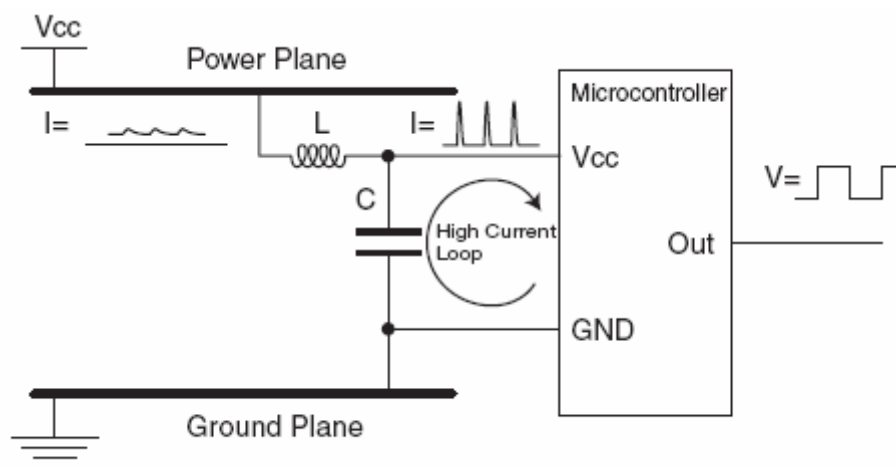 Vcc
Power Plane
I=
L
I=
Microcontroller
Vcc
V=
C
High Current
Loop
Out
GND
Ground Plane